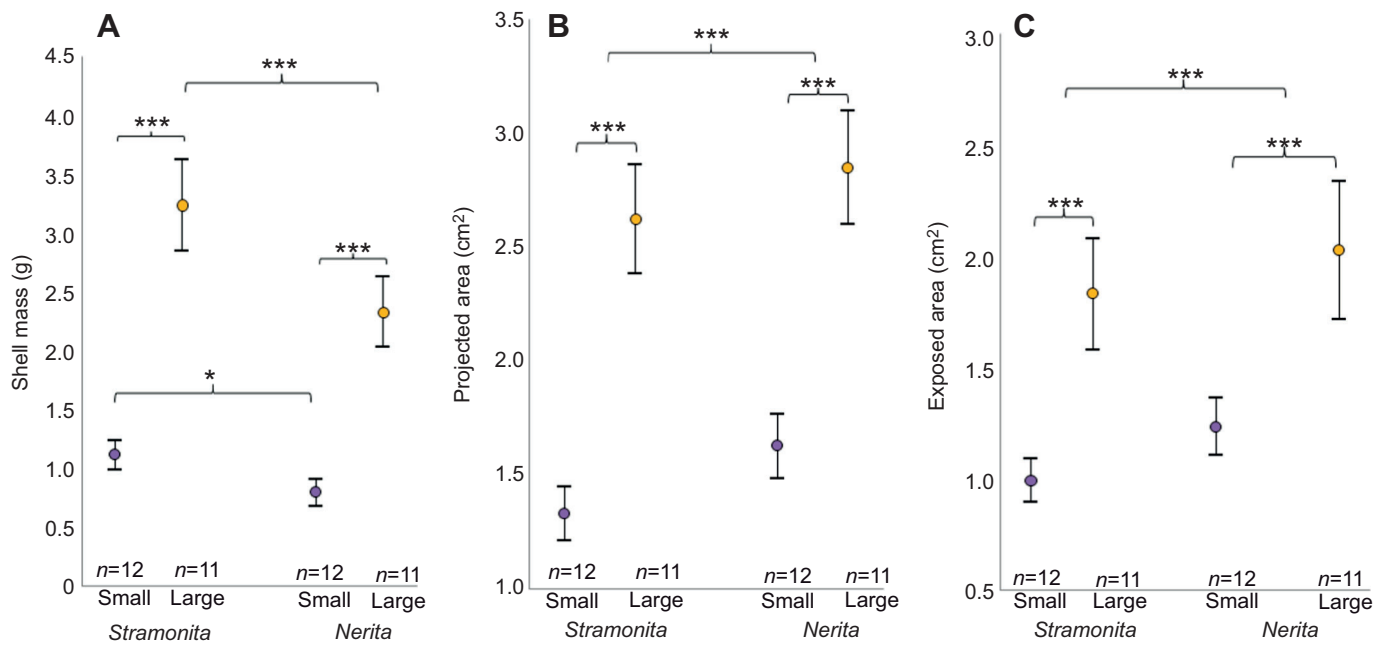 A
Shell mass (g)
4.5
4.0
3.5
3.0
2.5
2.0
1.5
1.0
0.5
0
***
***
***
*
n=12
n=11
n=12
n=11
Small
Large
Small
Large
Stramonita
Nerita
B
Projected area (cm²)
3.5
3.0
2.5
2.0
1.5
1.0
***
***
***
n=12
n=11
n=12
n=11
Small
Large
Small
Large
Stramonita
Nerita
C
Exposed area (cm²)
3.0
2.5
2.0
1.5
1.0
0.5
***
***
***
n=12
n=11
n=12
n=11
Small
Large
Small
Large
Stramonita
Nerita